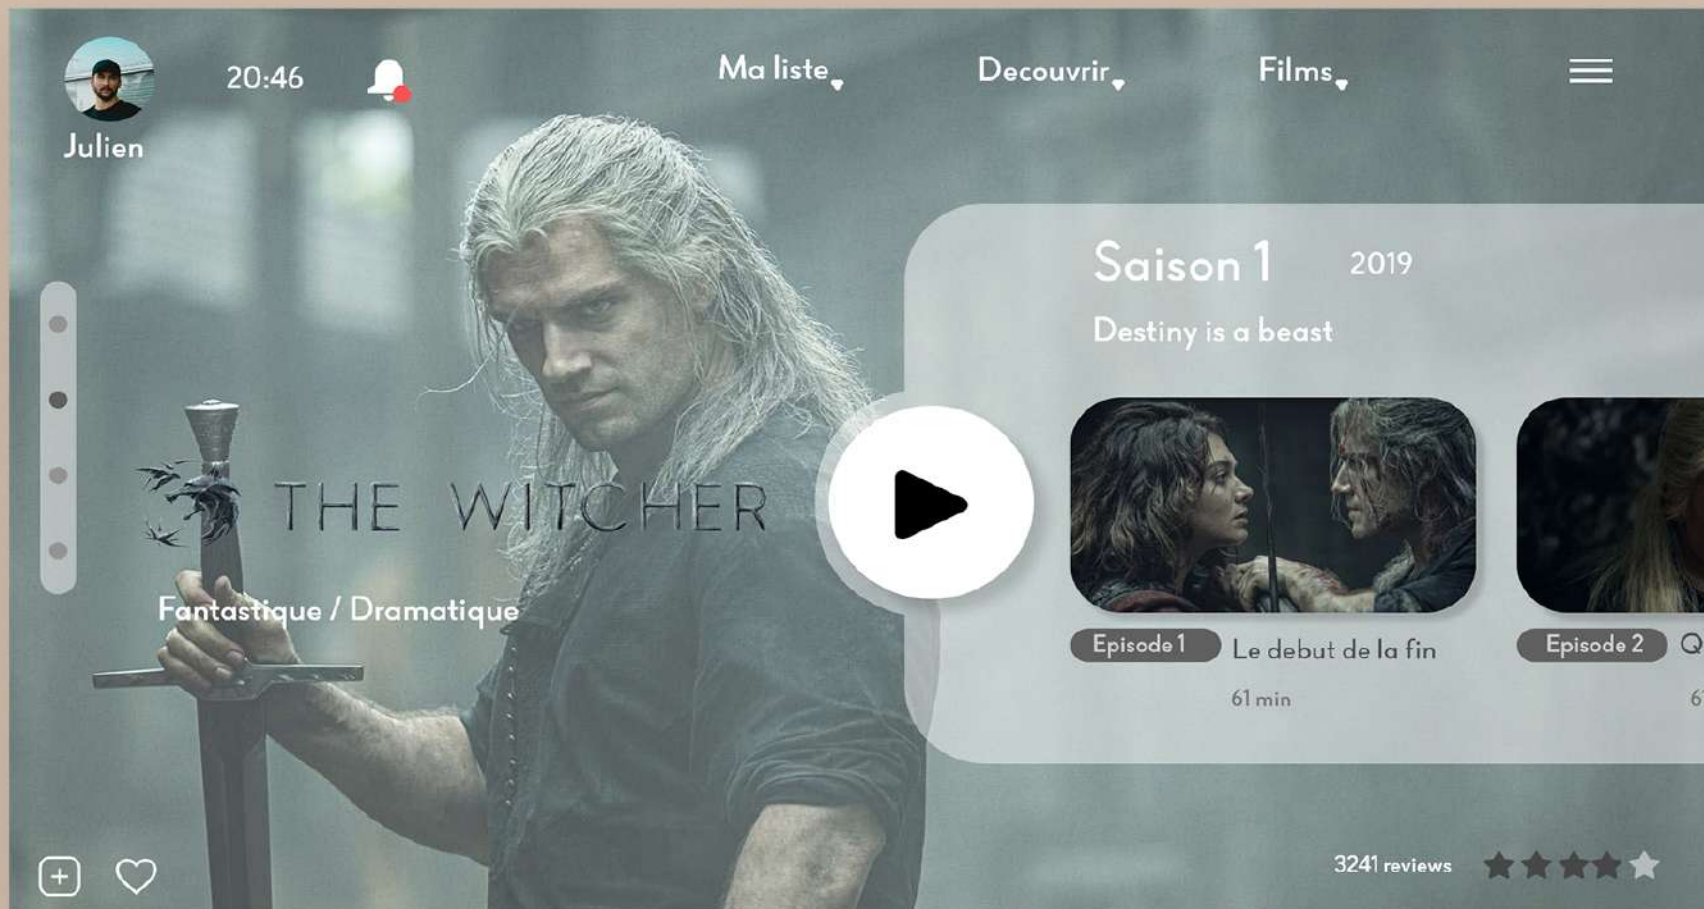 20:46
Ma liste
Decouvrir
Films
Julien
Saison 1
2019
Destiny is a beast
THE WITCHER
Fantastique / Dramatique
Episode 1
Le debut de la fin
61 min
Episode 2
3241 reviews